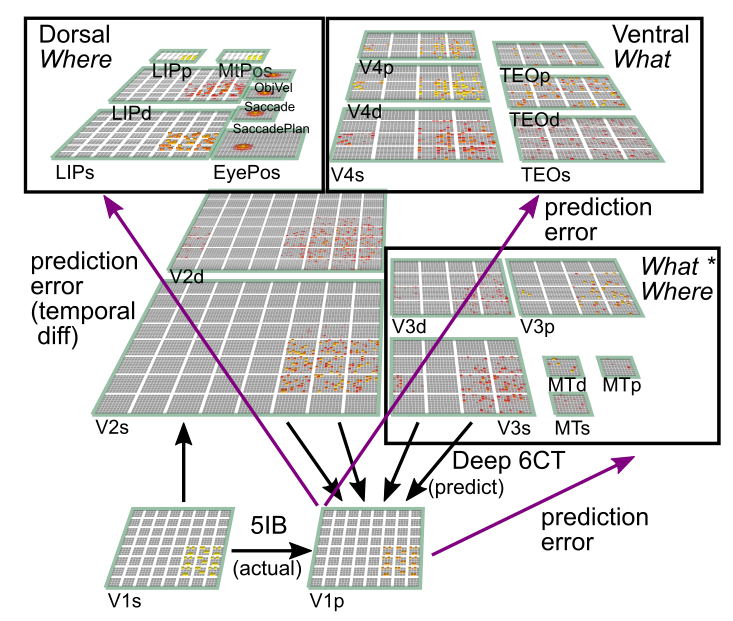 Dorsal
Where
LIPp
MtPos
ObjVel
LIPd
Saccade
SaccadePlan
LIPs
EyePos
Ventral
What
V4p
TEOp
V4d
TEOd
V4s
TEOs
prediction
error
prediction
error
(temporal
diff)
V2d
What *
Where
V3d
V3p
MTd
MTp
V2s
V3s
MTs
Deep 6CT
(predict)
5IB
(actual)
prediction
error
V1s
V1p